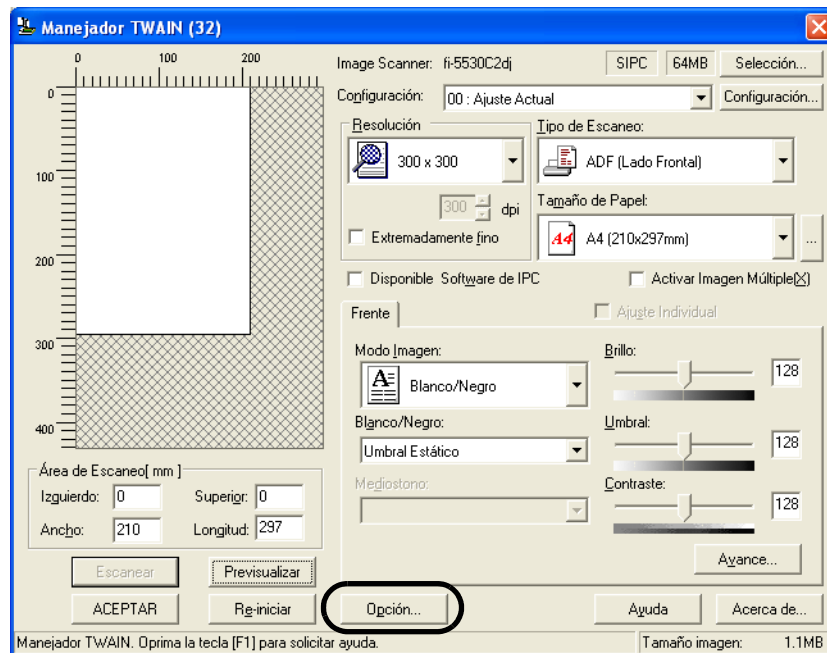 Manejador TWAIN (32)
0 100 200
0
100
200
300
400
Image Scanner: fi-5530C2dj SIPC 64MB Selección...
Configuración: 00 : Ajuste Actual Configuración...
Resolución
300 x 300
300 dpi
Extremadamente fino
Tipo de Escaneo:
ADF (Lado Frontal)
Tamaño de Papel:
A4 A4 (210x297mm) ...
Disponible Software de IPC Activar Imagen Múltiple(X)
Frente Ajuste Individual
Modo Imagen:
Blanco/Negro
Blanco/Negro:
Umbral Estático
Mediostono:
Brillo:
128
Umbral:
128
Contraste:
128
Avance...
Área de Escaneo[ mm ]
Izguierdo: 0 Superior: 0
Ancho: 210 Longitud: 297
Escanear Previsualizar
ACEPTAR Re-iniciar Opción... Ayuda Acerca de...
Manejador TWAIN. Oprima la tecla [F1] para solicitar ayuda. Tamaño imagen: 1.1MB